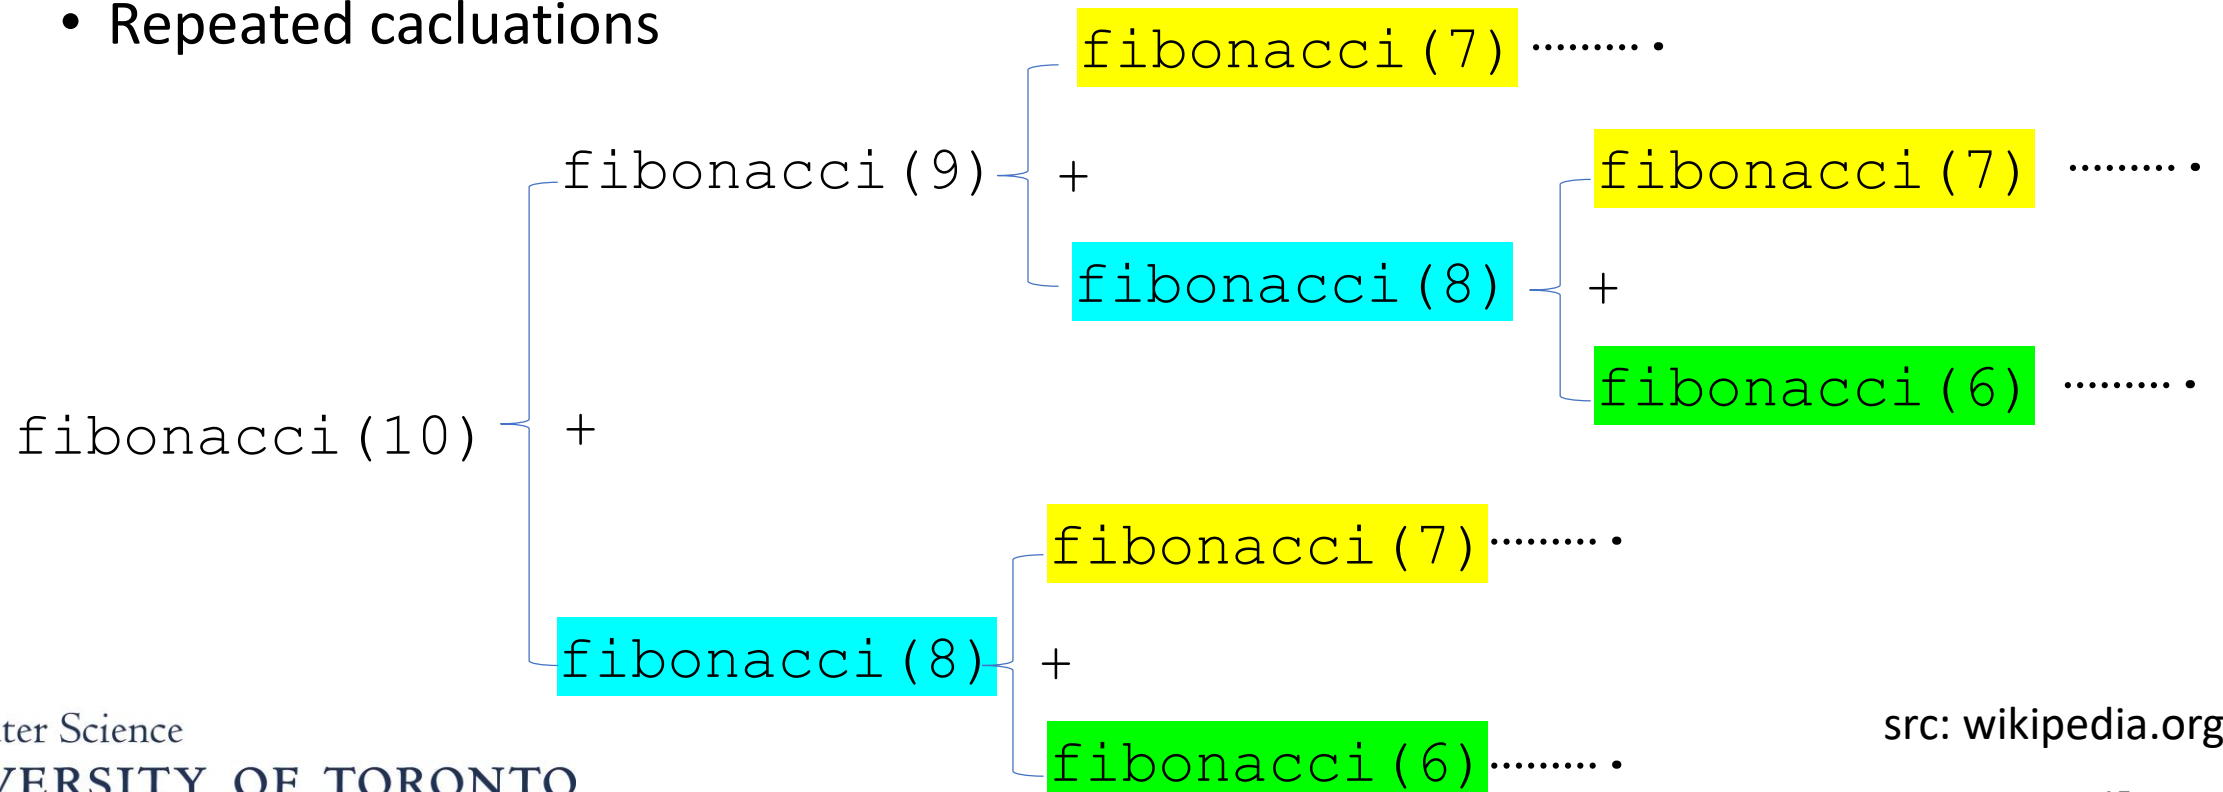 • Repeated cacluations
fibonacci(7) ..........
fibonacci(9) +
fibonacci(7) ..........
fibonacci(8) +
fibonacci(6) ..........
fibonacci(10) +
fibonacci(7)..........
fibonacci(8) +
fibonacci(6)..........
ter Science
VERSITY OF TORONTO
src: wikipedia.org